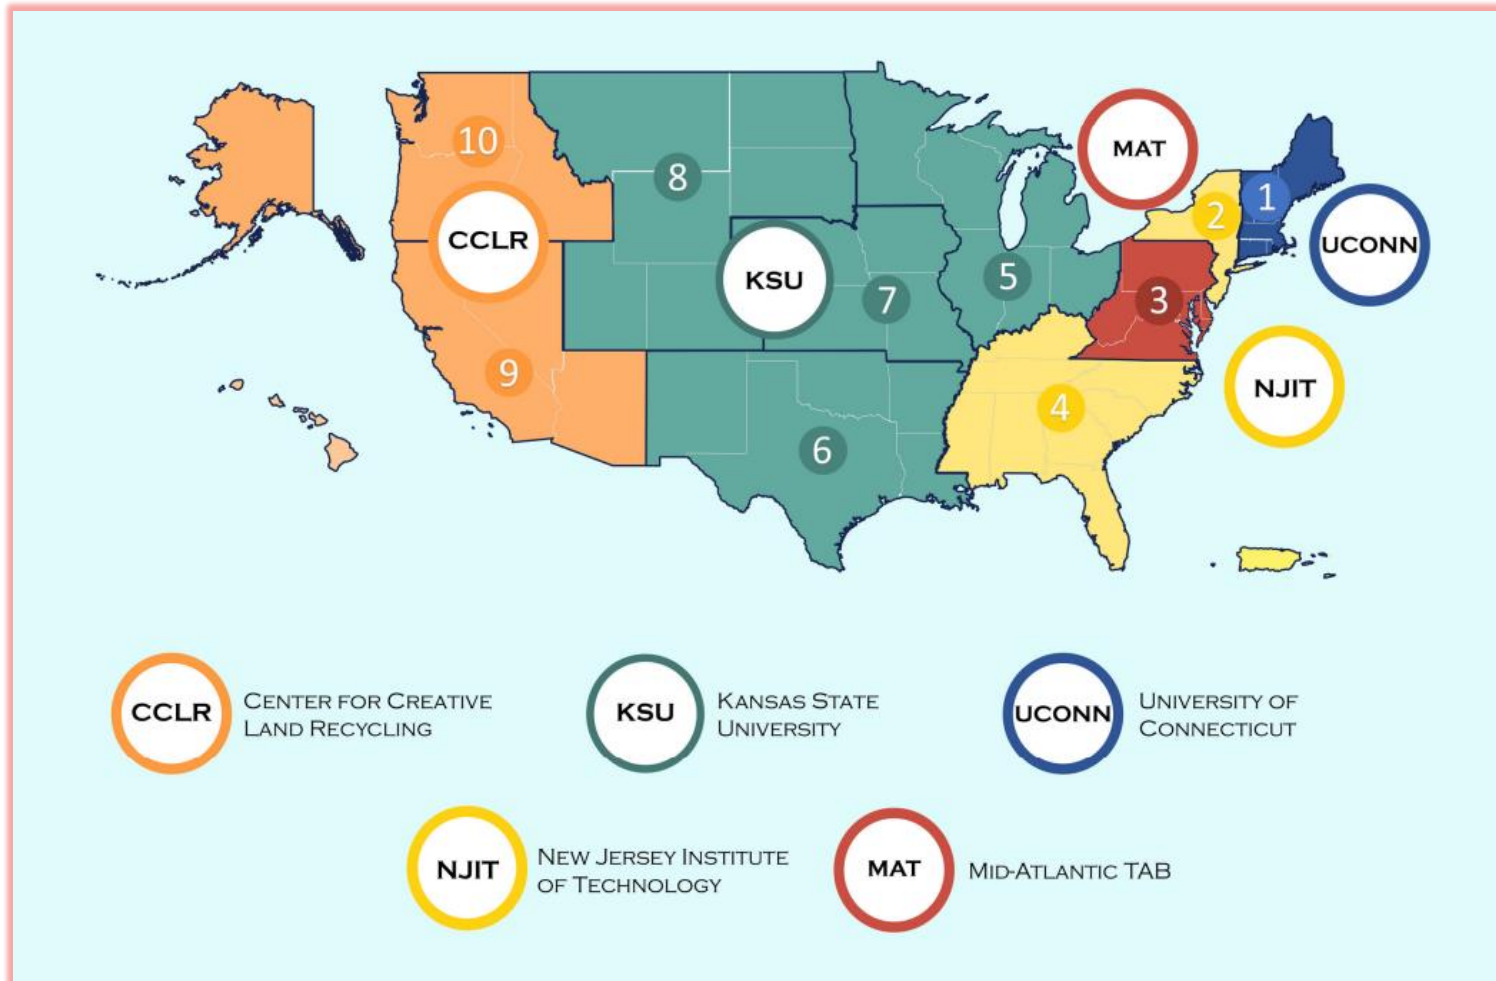 MAT
10
8
1
2
CCLR
UCONN
KSU
5
7
3
9
NJIT
4
6
CCLR
CENTER FOR CREATIVE
LAND RECYCLING
KSU
KANSAS STATE
UNIVERSITY
UCONN
UNIVERSITY OF
CONNECTICUT
NJIT
NEW JERSEY INSTITUTE
OF TECHNOLOGY
MAT
MID-ATLANTIC TAB